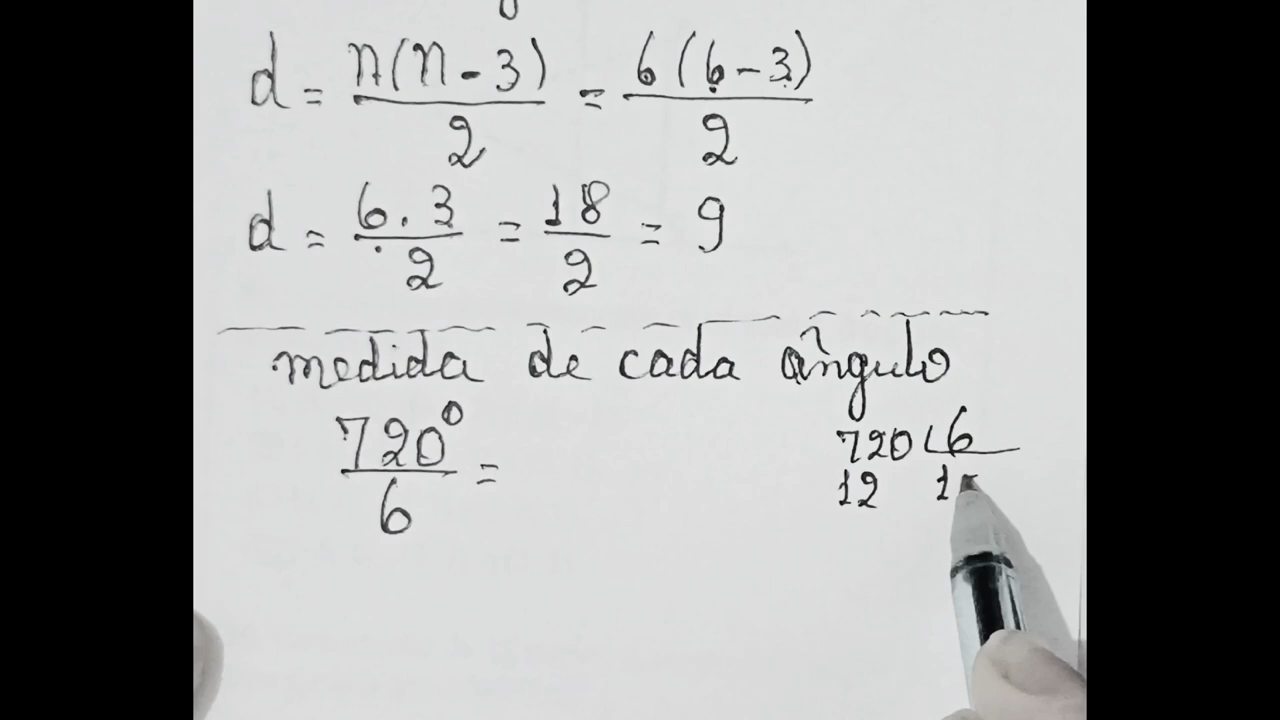 d = n(n - 3)/2 = 6(6 - 3)/2
d = 6.3/2 = 18/2 = 9
medida de cada ângulo
720°/6 =
720 6
12 1